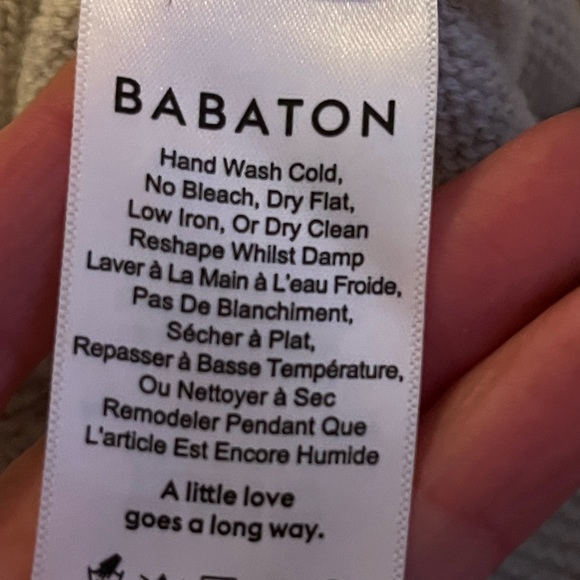 BABATON
Hand Wash Cold,
No Bleach, Dry Flat,
Low Iron, Or Dry Clean
Reshape Whilst Damp
Laver à La Main à L'eau Froide,
Pas De Blanchiment,
Sécher à Plat,
Repasser à Basse Température,
Ou Nettoyer à Sec
Remodeler Pendant Que
L'article Est Encore Humide
A little love
goes a long way.